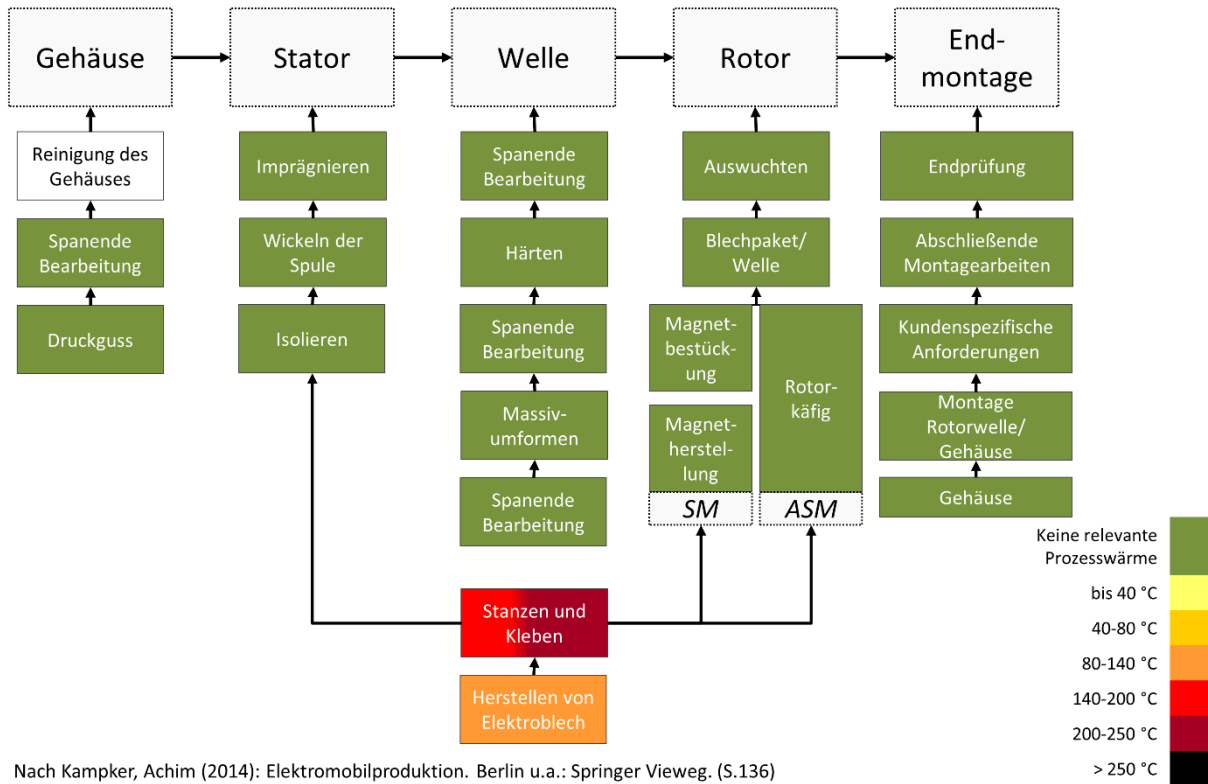 Gehäuse
Stator
Welle
Rotor
End-
montage
Reinigung des
Gehäuses
Spanende
Bearbeitung
Druckguss
Imprägnieren
Wickeln der
Spule
Isolieren
Spanende
Bearbeitung
Härten
Spanende
Bearbeitung
Massiv-
umformen
Spanende
Bearbeitung
Auswuchten
Blechpaket/
Welle
Magnet-
bestück-
ung
Magnet-
herstel-
lung
SM
Rotor-
käfig
ASM
Endprüfung
Abschließende
Montagearbeiten
Kundenspezifische
Anforderungen
Montage
Rotorwelle/
Gehäuse
Gehäuse
Stanzen und
Kleben
Herstellen von
Elektroblech
Keine relevante
Prozesswärme
bis 40 °C
40-80 °C
80-140 °C
140-200 °C
200-250 °C
> 250 °C
Nach Kampker, Achim (2014): Elektromobilproduktion. Berlin u.a.: Springer Vieweg. (S.136)